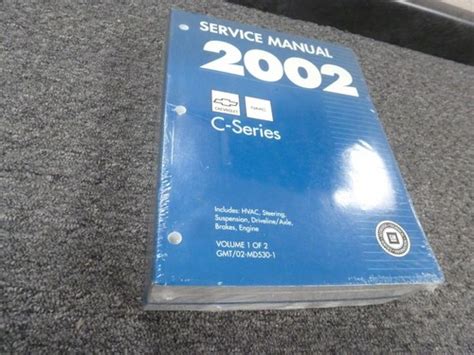 SERVICE MANUAL
2002
CHEVROLET GMC
C-Series
Includes: HVAC, Steering,
Suspension, Driveline/Axle,
Brakes, Engine
VOLUME 1 OF 2
GMT/02-MD530-1